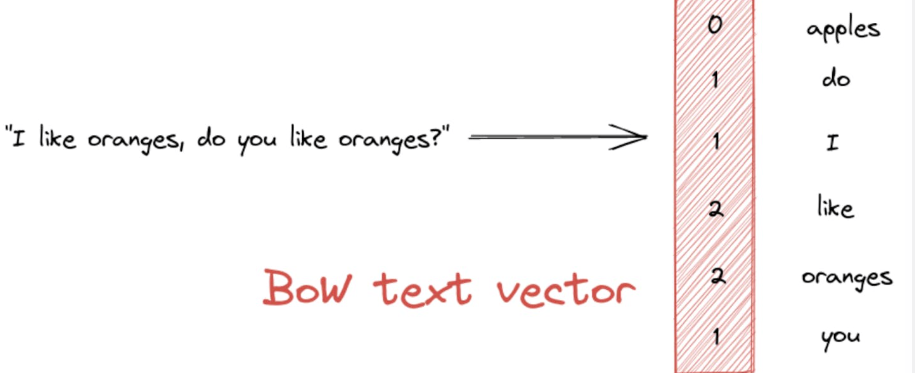 0 apples
1 do
"I like oranges, do you like oranges?"
1 I
2 like
BoW text vector
2 oranges
1 you